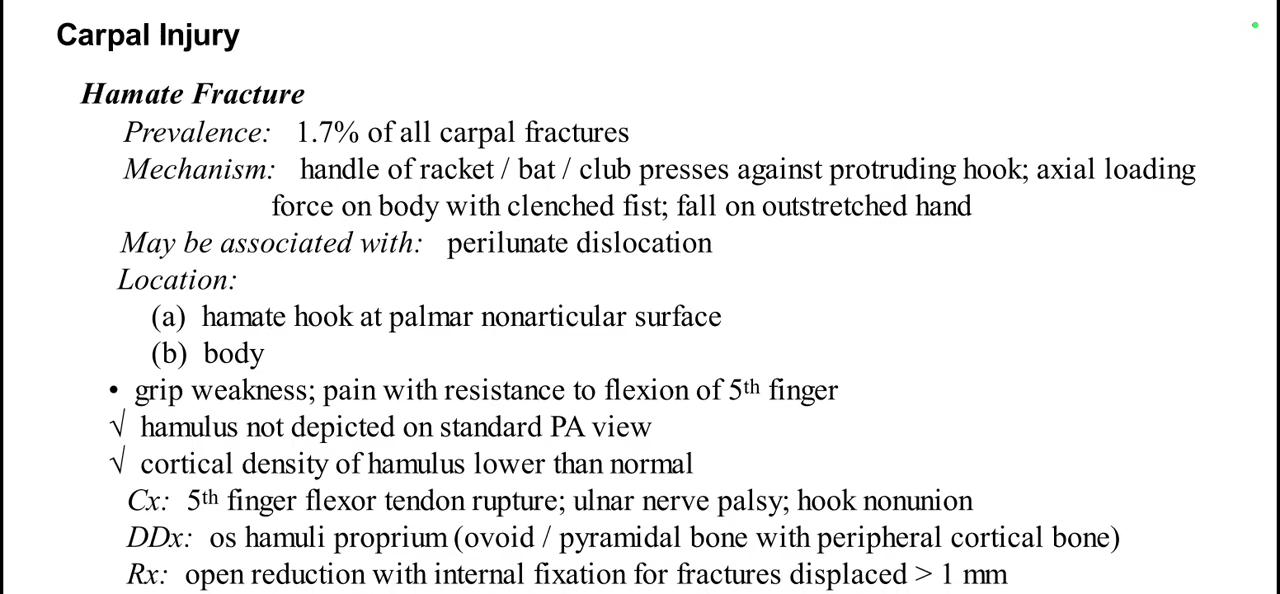 Carpal Injury
Hamate Fracture
Prevalence: 1.7% of all carpal fractures
Mechanism: handle of racket / bat / club presses against protruding hook; axial loading
force on body with clenched fist; fall on outstretched hand
May be associated with: perilunate dislocation
Location:
(a) hamate hook at palmar nonarticular surface
(b) body
• grip weakness; pain with resistance to flexion of 5th finger
√ hamulus not depicted on standard PA view
√ cortical density of hamulus lower than normal
Cx: 5th finger flexor tendon rupture; ulnar nerve palsy; hook nonunion
DDx: os hamuli proprium (ovoid / pyramidal bone with peripheral cortical bone)
Rx: open reduction with internal fixation for fractures displaced > 1 mm